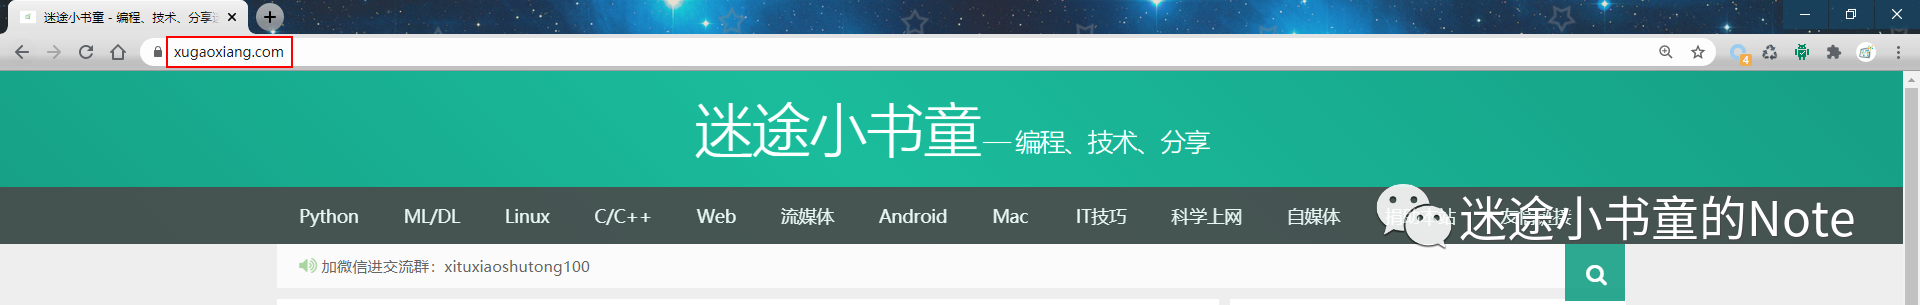 迷途小书童 - 编程、技术、分享
xugaoxiang.com
4
迷途小书童 — 编程、技术、分享
Python ML/DL Linux C/C++ Web 流媒体 Android Mac IT技巧 科学上网 自媒体
迷途小书童的Note
加微信进交流群：xituxiaoshutong100